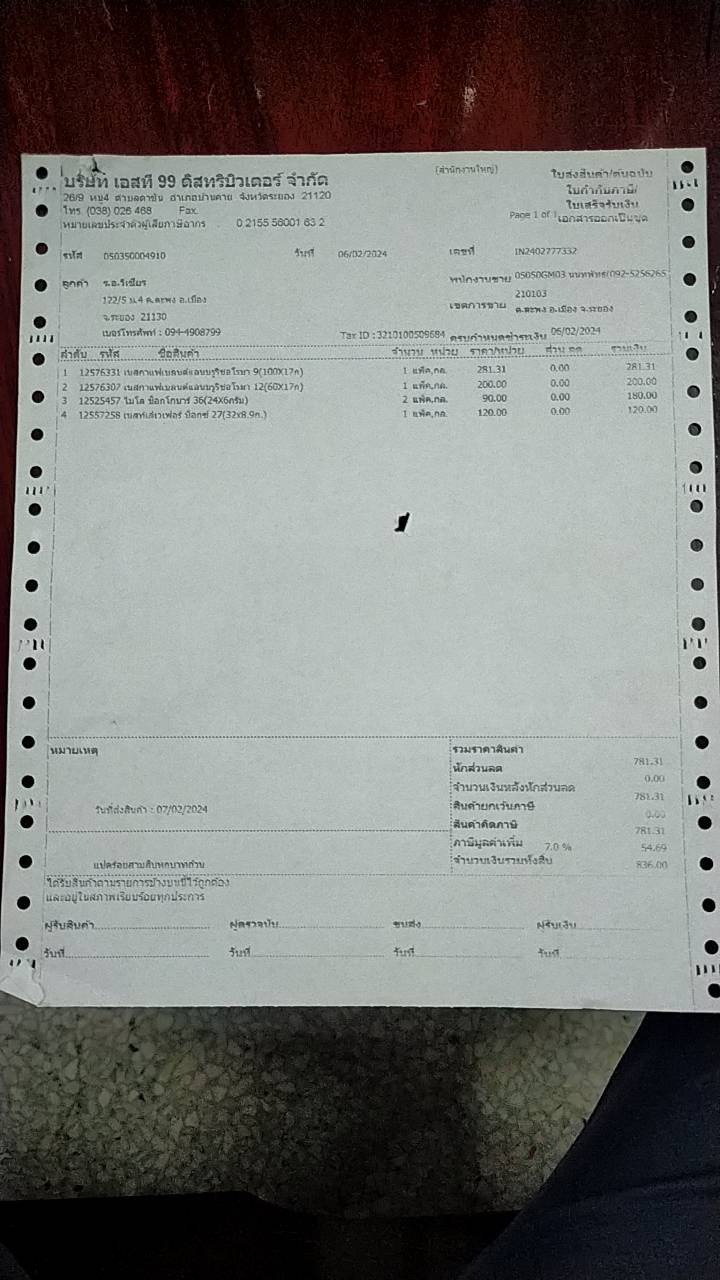 (สำนักงานใหญ่)
ใบส่งสินค้า/ต้นฉบับ
บริษัท เอสที 99 ดิสทริบิวเตอร์ จำกัด
ใบกำกับภาษี/
26/9 หมู่4 อำเภอบ้านค่าย จังหวัดระยอง 21120
ใบเสร็จรับเงิน
โทร. (038) 026 468 Fax.
Page 1 of 1 เอกสารออกเป็นชุด
หมายเลขประจำตัวผู้เสียภาษีอากร : 0 2155 56001 63 2
รหัส 050350004910 วันที่ 06/02/2024 เลขที่ IN2402777332
ลูกค้า ร.อ.วิเชียร พนักงานขาย 05050GM03 (092-5256265
122/5 ม.4 ต.ตะพง อ.เมือง 210103
จ.ระยอง 21130 เขตการขาย ต.ตะพง อ.เมือง จ.ระยอง
เบอร์โทรศัพท์ : 094-4908799 Tax ID : 3210100509684 ครบกำหนดชำระเงิน 06/02/2024
ลำดับ รหัส ชื่อสินค้า จำนวน หน่วย ราคา/หน่วย ส่วนลด รวมเงิน
1 12576331 เนสกาแฟเบลนด์แอนบรูริชอโรมา 9(100X17ก) 1 แพ็ค,กล. 281.31 0.00 281.31
2 12576307 เนสกาแฟเบลนด์แอนบรูริชอโรมา 12(60X17ก) 1 แพ็ค,กล. 200.00 0.00 200.00
3 12525457 ไมโล 36(24X6กรัม) 2 แพ็ค,กล. 90.00 0.00 180.00
4 12557258 เนสท์เล่เวเฟอร์ บ็อกซ์ 27(32x8.9ก.) 1 แพ็ค,กล. 120.00 0.00 120.00
หมายเหตุ
รวมราคาสินค้า 781.31
หักส่วนลด 0.00
จำนวนเงินหลังหักส่วนลด 781.31
สินค้ายกเว้นภาษี 0.00
วันที่ส่งสินค้า : 07/02/2024
สินค้าคิดภาษี 781.31
ภาษีมูลค่าเพิ่ม 7.0 % 54.69
แปดร้อยสามสิบหกบาทถ้วน
จำนวนเงินรวมทั้งสิ้น 836.00
ได้รับสินค้าตามรายการข้างบนนี้ไว้ถูกต้อง
และอยู่ในสภาพเรียบร้อยทุกประการ
ผู้รับสินค้า ผู้ตรวจนับ ขนส่ง ผู้รับเงิน
วันที่ วันที่ วันที่ วันที่